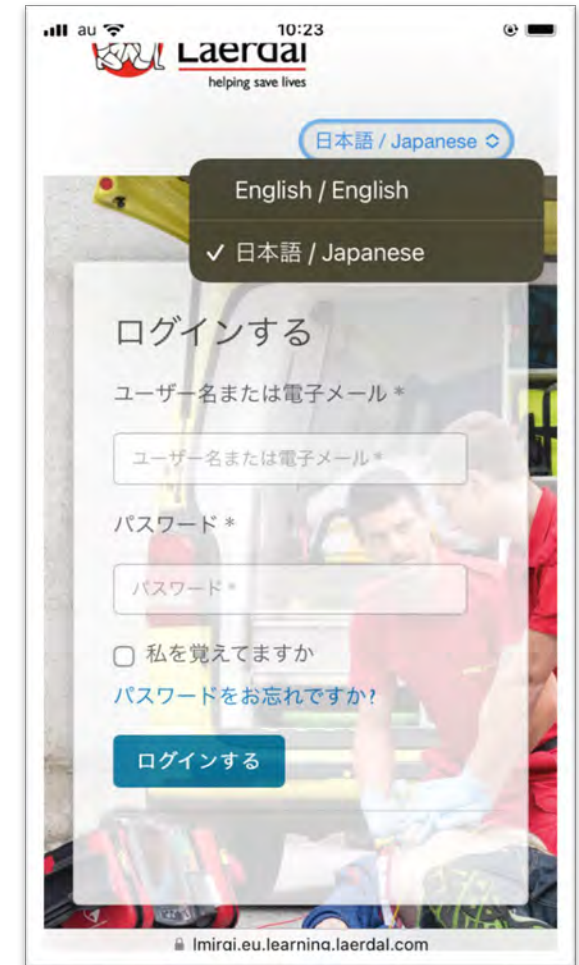 au 10:23
Laerdal
helping save lives
日本語 / Japanese
English / English
✓ 日本語 / Japanese
ログインする
ユーザー名または電子メール *
ユーザー名または電子メール *
パスワード *
パスワード *
私を覚えてますか
パスワードをお忘れですか?
ログインする
lmirai.eu.learning.laerdal.com